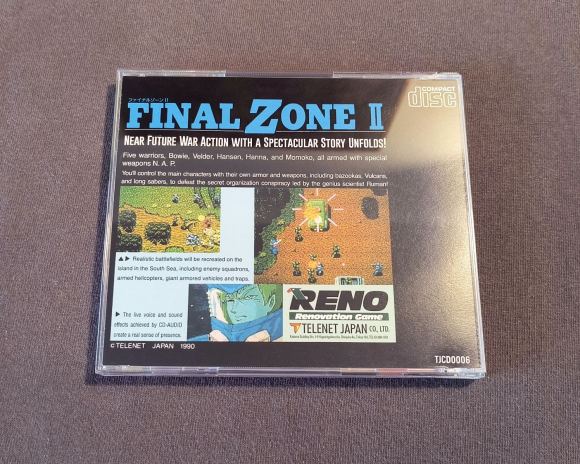 COMPACT
disc
ファイナルゾーン II
FINAL ZONE II
NEAR FUTURE WAR ACTION WITH A SPECTACULAR STORY UNFOLDS!
Five warriors, Bowie, Velder, Hansen, Hanna, and Momoko, all armed with special
weapons N. A. P.
You'll control the main characters with their own armor and weapons, including bazookas, Vulcans,
and long sabers, to defeat the secret organization conspiracy led by the genius scientist Ruman!
▲ ▶ Realistic battlefields will be recreated on the
island in the South Sea, including enemy squadrons,
armed helicopters, giant armored vehicles and traps.
▶ The live voice and sound
effects achieved by CD-AUDIO
create a real sense of presence.
RENO
Renovation Game
TELENET JAPAN CO., LTD.
©TELENET JAPAN 1990
TJCD0006